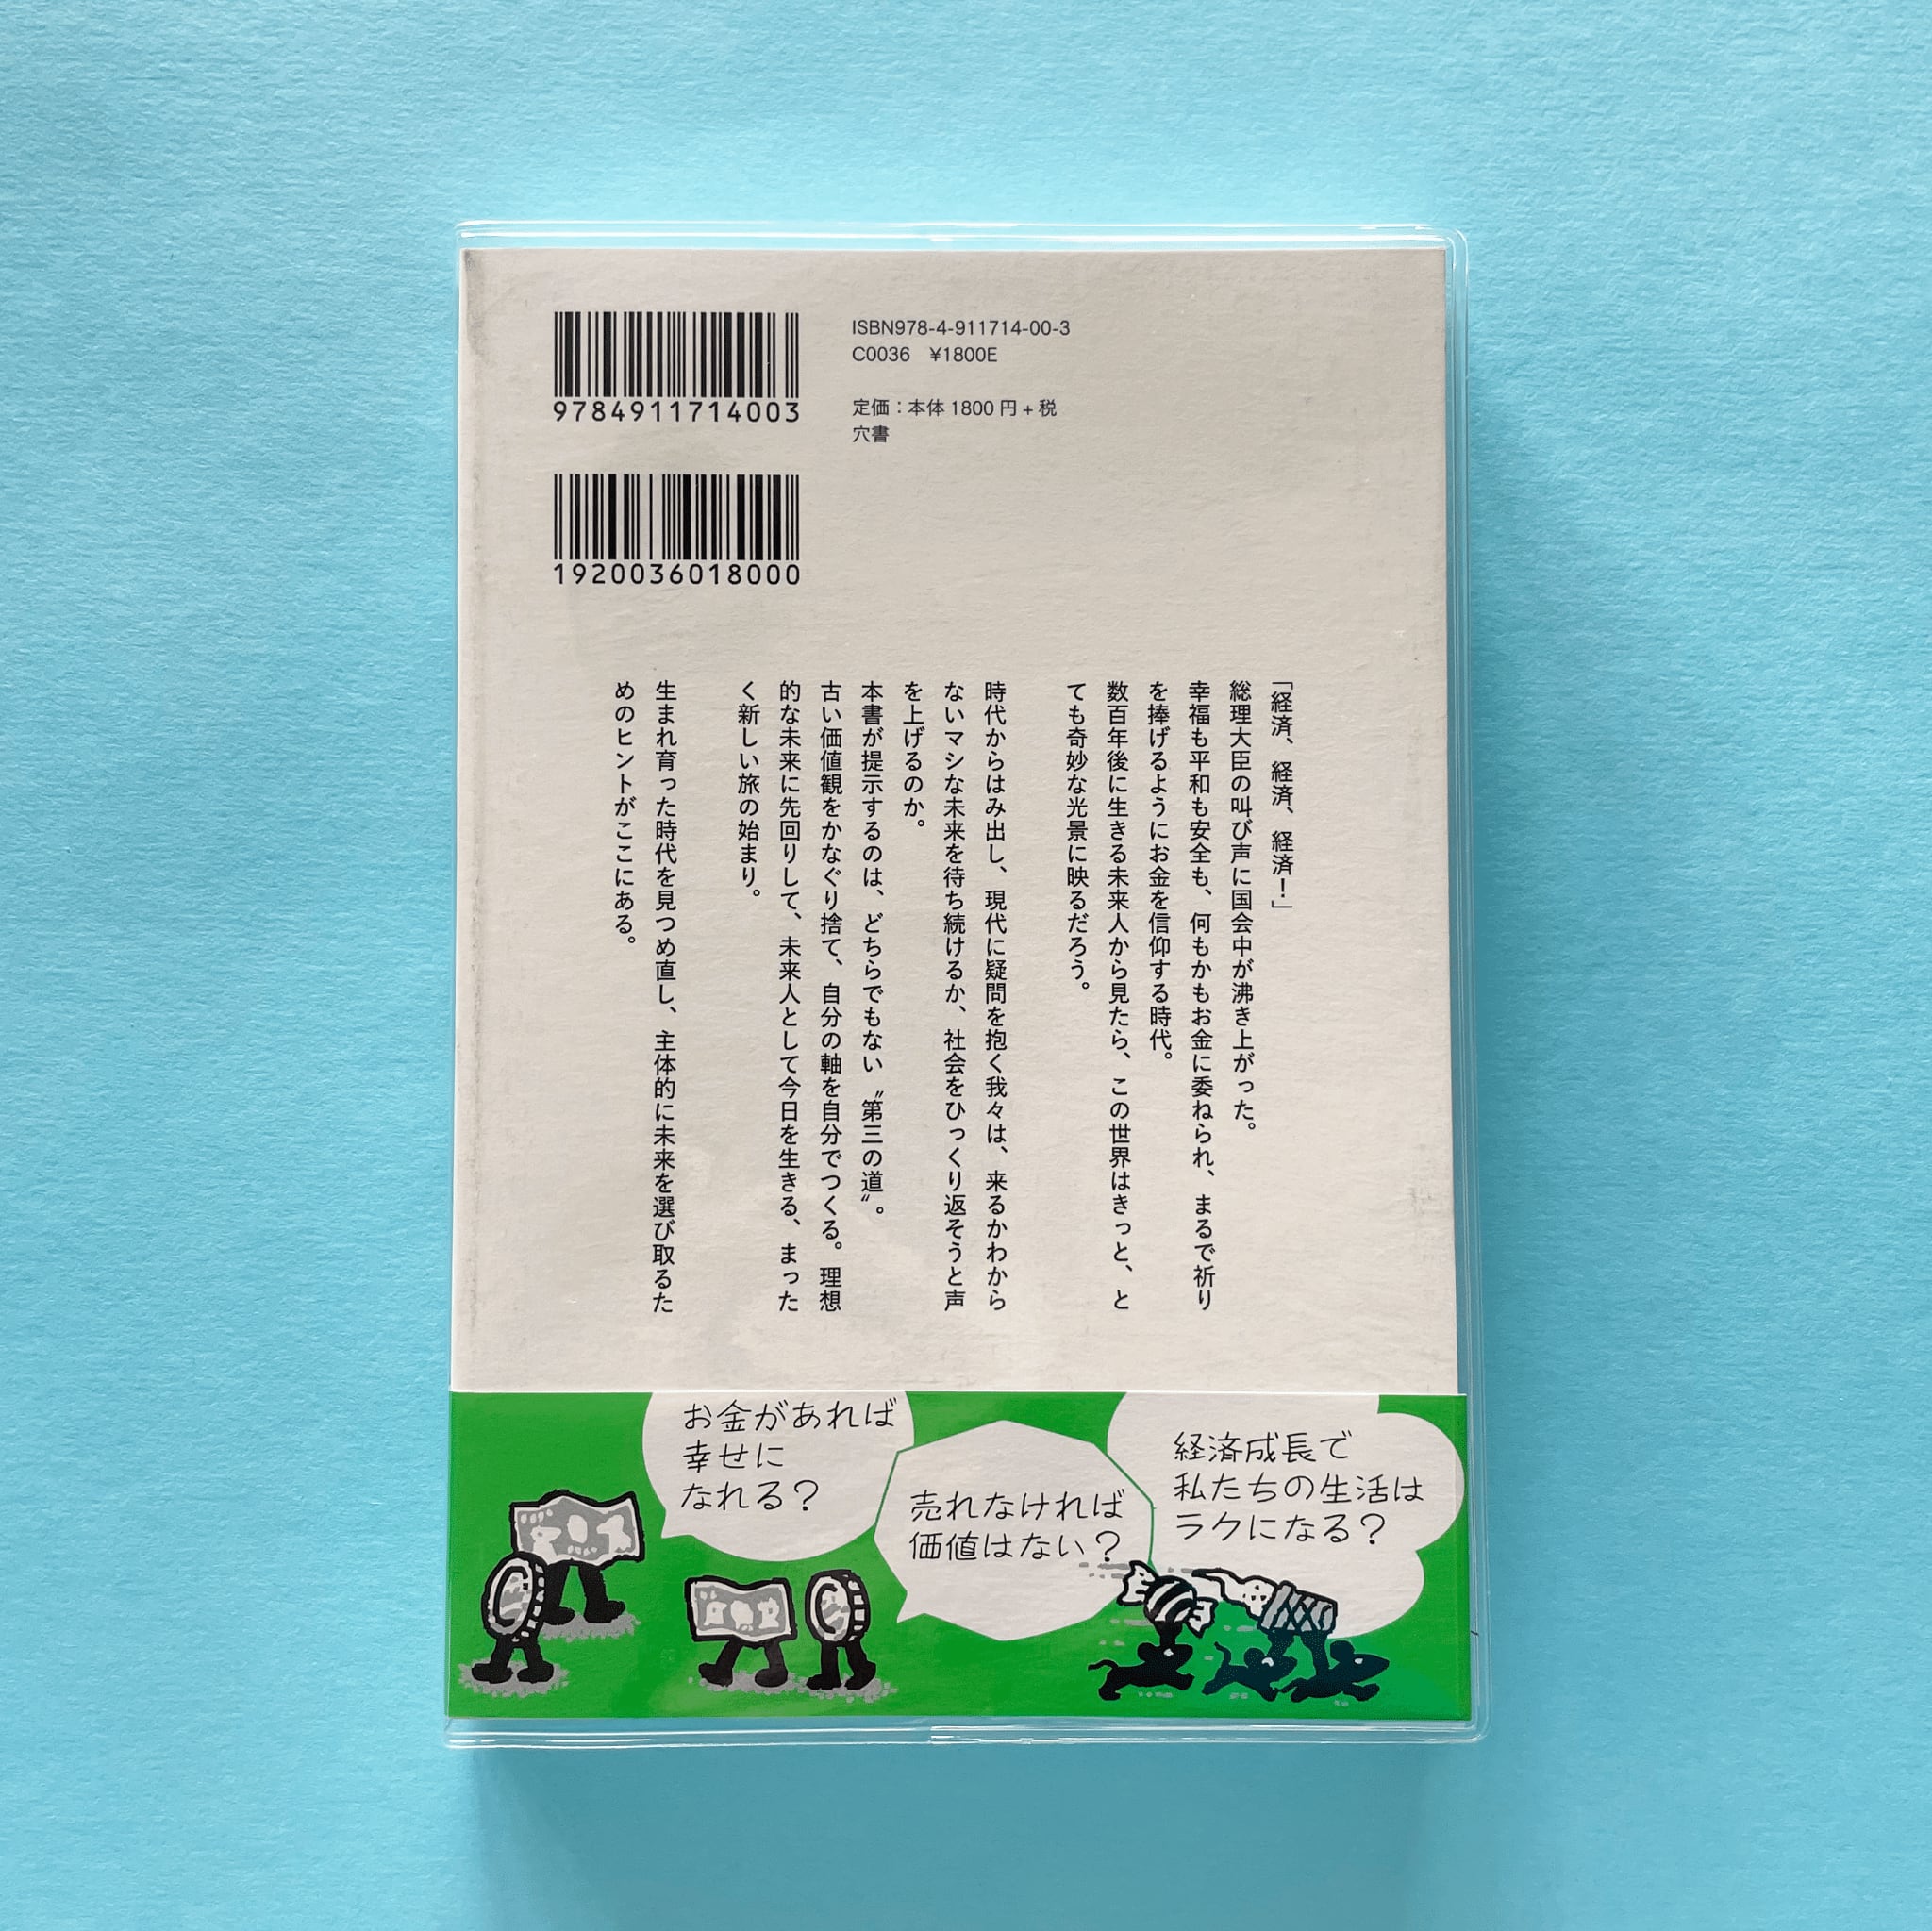 9784911714003
ISBN978-4-911714-00-3
C0036 ¥1800E
定価：本体1800円+税
穴書
1920036018000
「経済、経済、経済！」
総理大臣の叫び声に国会中が沸き上がった。
幸福も平和も安全も、何もかもお金に委ねられ、まるで祈り
を捧げるようにお金を信仰する時代。
数百年後に生きる未来人から見たら、この世界はきっと、と
ても奇妙な光景に映るだろう。
時代からはみ出し、現代に疑問を抱く我々は、来るかわから
ないマシな未来を待ち続けるか、社会をひっくり返そうと声
を上げるのか。
本書が提示するのは、どちらでもない〝第三の道〟。
古い価値観をかなぐり捨て、自分の軸を自分でつくる。理想
的な未来に先回りして、未来人として今日を生きる、まった
く新しい旅の始まり。
生まれ育った時代を見つめ直し、主体的に未来を選び取るた
めのヒントがここにある。
お金があれば
幸せに
なれる？
売れなければ
価値はない？
経済成長で
私たちの生活は
ラクになる？